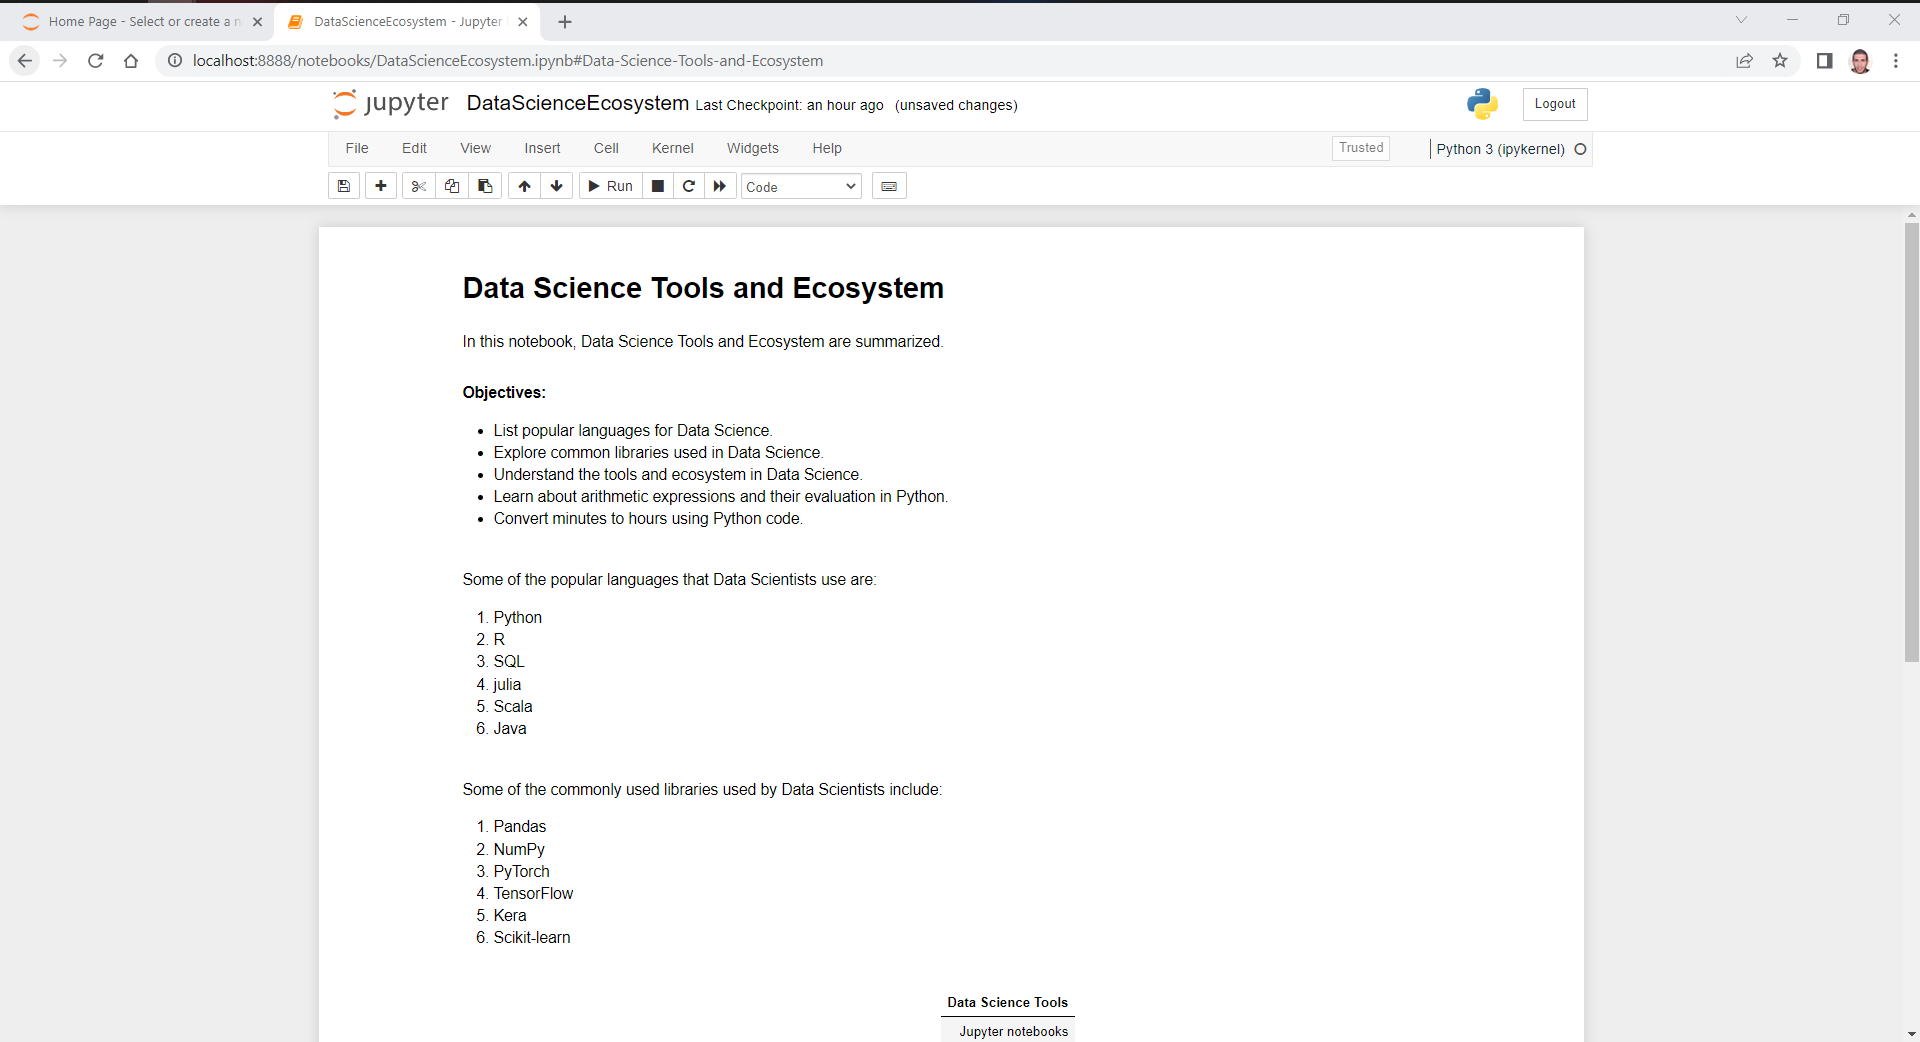 Home Page - Select or create a n
DataScienceEcosystem - Jupyter
localhost:8888/notebooks/DataScienceEcosystem.ipynb#Data-Science-Tools-and-Ecosystem
jupyter DataScienceEcosystem Last Checkpoint: an hour ago (unsaved changes) Logout
File Edit View Insert Cell Kernel Widgets Help Trusted Python 3 (ipykernel)
Run Code
Data Science Tools and Ecosystem
In this notebook, Data Science Tools and Ecosystem are summarized.
Objectives:
• List popular languages for Data Science.
• Explore common libraries used in Data Science.
• Understand the tools and ecosystem in Data Science.
• Learn about arithmetic expressions and their evaluation in Python.
• Convert minutes to hours using Python code.
Some of the popular languages that Data Scientists use are:
1. Python
2. R
3. SQL
4. julia
5. Scala
6. Java
Some of the commonly used libraries used by Data Scientists include:
1. Pandas
2. NumPy
3. PyTorch
4. TensorFlow
5. Kera
6. Scikit-learn
Data Science Tools
Jupyter notebooks